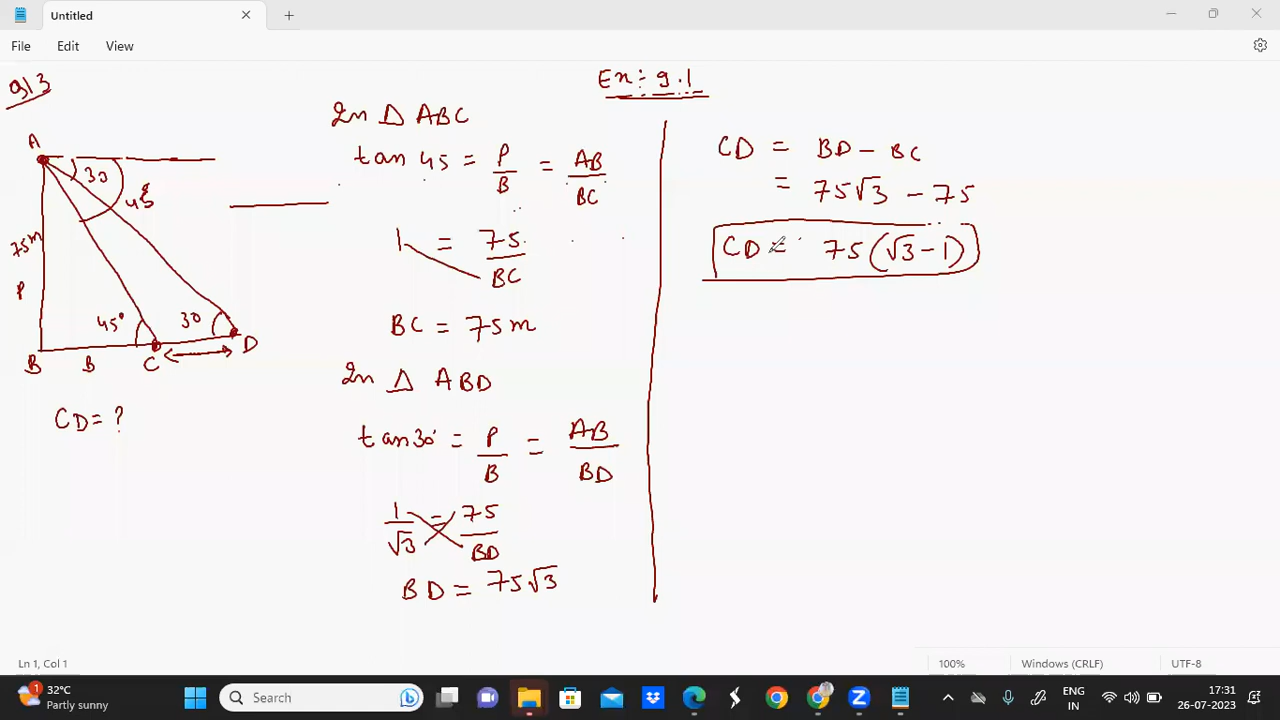 Untitled
File Edit View
Ex:- 9.1
Q13
A
30
45
75m
P
45°
30
B
B
C
D
CD = ?
In Δ ABC
tan 45 = P/B = AB/BC
1 = 75/BC
BC = 75m
In Δ ABD
tan30° = P/B = AB/BD
1/√3 = 75/BD
BD = 75√3
CD = BD - BC
= 75√3 - 75
CD = 75(√3 - 1)
Ln 1, Col 1
100%
Windows (CRLF)
UTF-8
1
32°C
Partly sunny
Search
ENG
IN
17:31
26-07-2023